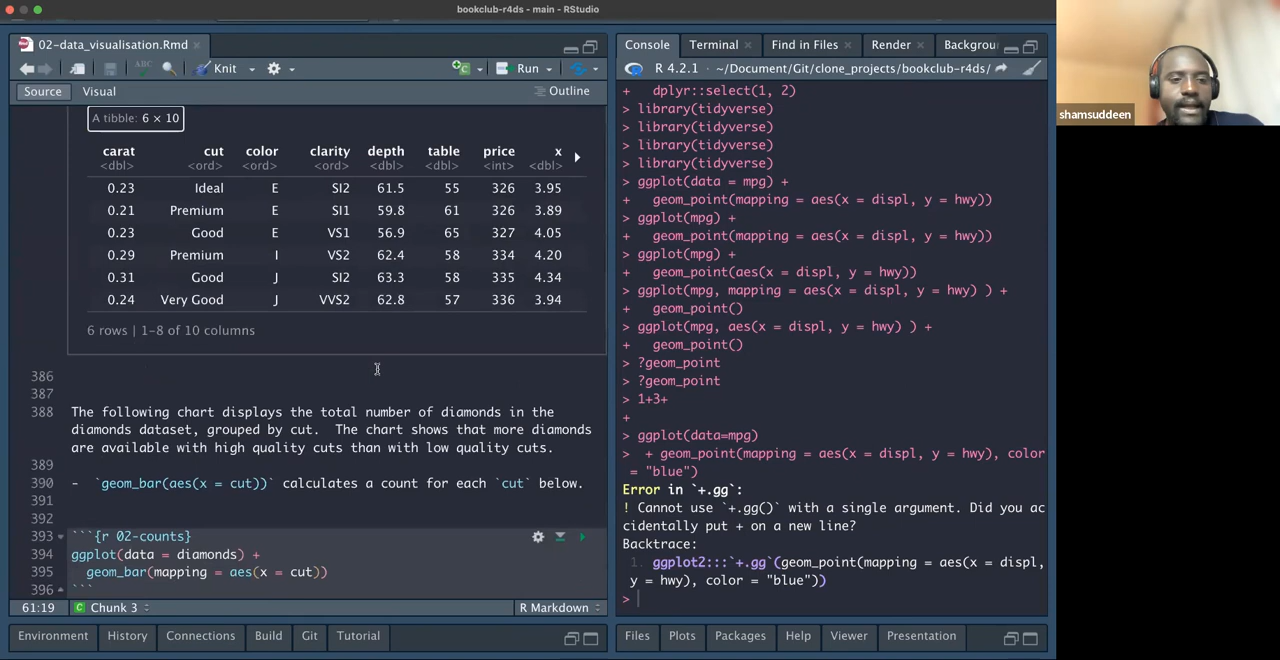 bookclub-r4ds - main - RStudio
02-data_visualisation.Rmd
Knit
Run
Source Visual Outline
A tibble: 6 × 10
carat cut color clarity depth table price x
<dbl> <ord> <ord> <ord> <dbl> <dbl> <int> <dbl>
0.23 Ideal E SI2 61.5 55 326 3.95
0.21 Premium E SI1 59.8 61 326 3.89
0.23 Good E VS1 56.9 65 327 4.05
0.29 Premium I VS2 62.4 58 334 4.20
0.31 Good J SI2 63.3 58 335 4.34
0.24 Very Good J VVS2 62.8 57 336 3.94
6 rows | 1-8 of 10 columns
386
387
388 The following chart displays the total number of diamonds in the
diamonds dataset, grouped by cut. The chart shows that more diamonds
are available with high quality cuts than with low quality cuts.
389
390 - `geom_bar(aes(x = cut))` calculates a count for each `cut` below.
391
392
393 ```{r 02-counts}
394 ggplot(data = diamonds) +
395 geom_bar(mapping = aes(x = cut))
396 ```
61:19 Chunk 3 R Markdown
Environment History Connections Build Git Tutorial
Console Terminal Find in Files Render Backgrou
R 4.2.1 · ~/Document/Git/clone_projects/bookclub-r4ds/
+ dplyr::select(1, 2)
> library(tidyverse)
> library(tidyverse)
> library(tidyverse)
> library(tidyverse)
> ggplot(data = mpg) +
+ geom_point(mapping = aes(x = displ, y = hwy))
> ggplot(mpg) +
+ geom_point(mapping = aes(x = displ, y = hwy))
> ggplot(mpg) +
+ geom_point(aes(x = displ, y = hwy))
> ggplot(mpg, mapping = aes(x = displ, y = hwy) ) +
+ geom_point()
> ggplot(mpg, aes(x = displ, y = hwy) ) +
+ geom_point()
> ?geom_point
> ?geom_point
> 1+3+
+
> ggplot(data=mpg)
> + geom_point(mapping = aes(x = displ, y = hwy), color
= "blue")
Error in `+.gg`:
! Cannot use `+.gg()` with a single argument. Did you ac
cidentally put + on a new line?
Backtrace:
1. ggplot2:::`+.gg`(geom_point(mapping = aes(x = displ,
y = hwy), color = "blue"))
>
Files Plots Packages Help Viewer Presentation
shamsuddeen